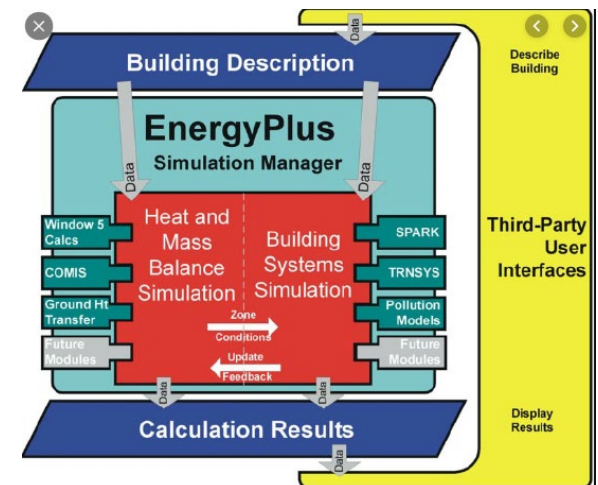 Data
Building Description
Describe
Building
EnergyPlus
Simulation Manager
Data
Data
Window 5
Calcs
COMIS
Ground Ht
Transfer
Future
Modules
Heat and
Mass
Balance
Simulation
Building
Systems
Simulation
Zone
Conditions
Update
Feedback
SPARK
TRNSYS
Pollution
Models
Future
Modules
Third-Party
User
Interfaces
Data
Data
Calculation Results
Display
Results
Data